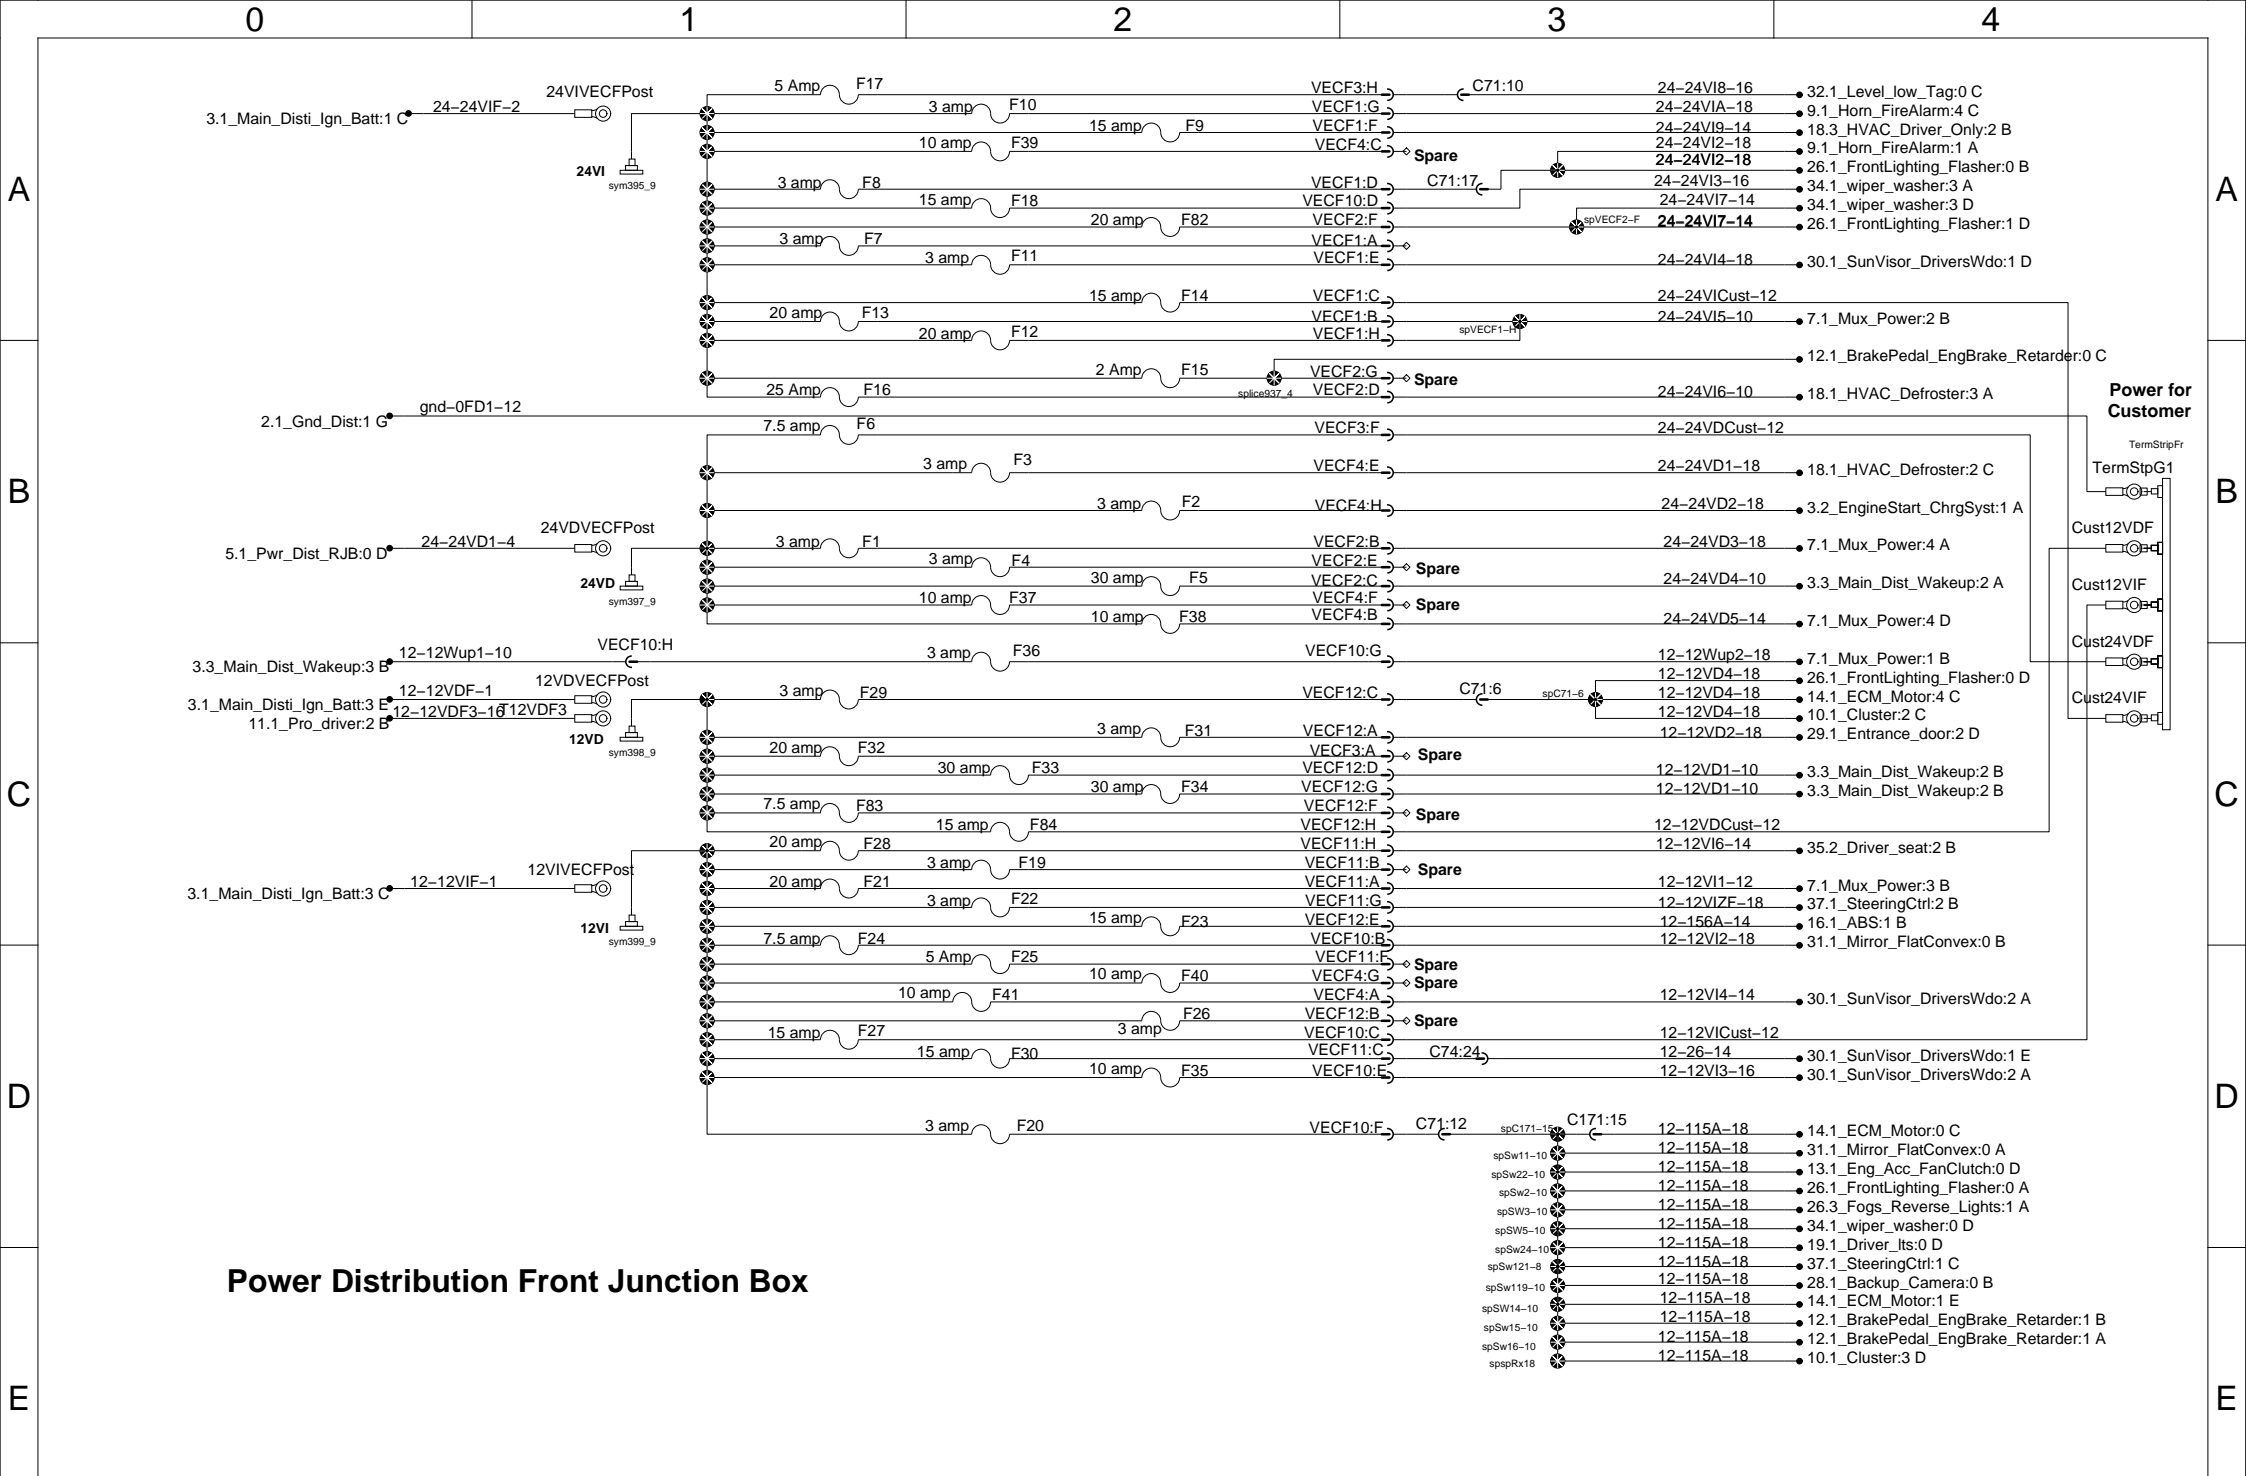 0 1 2 3 4
5 Amp F17 VECF3:H C71:10 24-24VI8-16 32.1_Level_low_Tag:0 C
3.1_Main_Disti_Ign_Batt:1 C 24-24VIF-2 24VIVECFPost
3 amp F10 VECF1:G 24-24VIA-18 9.1_Horn_FireAlarm:4 C
15 amp F9 VECF1:F 24-24VI9-14 18.3_HVAC_Driver_Only:2 B
10 amp F39 VECF4:C Spare 24-24VI2-18 9.1_Horn_FireAlarm:1 A
24VI sym395_9
24-24VI2-18 26.1_FrontLighting_Flasher:0 B
A A
3 amp F8 VECF1:D C71:17 24-24VI3-16 34.1_wiper_washer:3 A
15 amp F18 VECF10:D 24-24VI7-14 34.1_wiper_washer:3 D
20 amp F82 VECF2:F spVECF2-F 24-24VI7-14 26.1_FrontLighting_Flasher:1 D
3 amp F7 VECF1:A
3 amp F11 VECF1:E 24-24VI4-18 30.1_SunVisor_DriversWdo:1 D
15 amp F14 VECF1:C 24-24VICust-12
20 amp F13 VECF1:B 24-24VI5-10 7.1_Mux_Power:2 B
20 amp F12 VECF1:H spVECF1-H
12.1_BrakePedal_EngBrake_Retarder:0 C
2 Amp F15 splice937_4 VECF2:G Spare
25 Amp F16 VECF2:D 24-24VI6-10 18.1_HVAC_Defroster:3 A
Power for
Customer
2.1_Gnd_Dist:1 G gnd-0FD1-12
7.5 amp F6 VECF3:F 24-24VDCust-12
TermStripFr
3 amp F3 VECF4:E 24-24VD1-18 18.1_HVAC_Defroster:2 C TermStpG1
B B
3 amp F2 VECF4:H 24-24VD2-18 3.2_EngineStart_ChrgSyst:1 A
5.1_Pwr_Dist_RJB:0 D 24-24VD1-4 24VDVECFPost
3 amp F1 VECF2:B 24-24VD3-18 7.1_Mux_Power:4 A Cust12VDF
3 amp F4 VECF2:E Spare
24VD sym397_9
30 amp F5 VECF2:C 24-24VD4-10 3.3_Main_Dist_Wakeup:2 A Cust12VIF
10 amp F37 VECF4:F Spare
10 amp F38 VECF4:B 24-24VD5-14 7.1_Mux_Power:4 D
Cust24VDF
3.3_Main_Dist_Wakeup:3 B 12-12Wup1-10 VECF10:H 3 amp F36 VECF10:G 12-12Wup2-18 7.1_Mux_Power:1 B
12-12VD4-18 26.1_FrontLighting_Flasher:0 D
3.1_Main_Disti_Ign_Batt:3 E 12-12VDF-1 12VDVECFPost 3 amp F29 VECF12:C C71:6 spC71-6 12-12VD4-18 14.1_ECM_Motor:4 C Cust24VIF
11.1_Pro_driver:2 B 12-12VDF3-16 T12VDF3 12-12VD4-18 10.1_Cluster:2 C
12VD sym398_9
3 amp F31 VECF12:A 12-12VD2-18 29.1_Entrance_door:2 D
20 amp F32 VECF3:A Spare
30 amp F33 VECF12:D 12-12VD1-10 3.3_Main_Dist_Wakeup:2 B
30 amp F34 VECF12:G 12-12VD1-10 3.3_Main_Dist_Wakeup:2 B
C C
7.5 amp F83 VECF12:F Spare
15 amp F84 VECF12:H 12-12VDCust-12
20 amp F28 VECF11:H 12-12VI6-14 35.2_Driver_seat:2 B
3 amp F19 VECF11:B Spare
3.1_Main_Disti_Ign_Batt:3 C 12-12VIF-1 12VIVECFPost
20 amp F21 VECF11:A 12-12VI1-12 7.1_Mux_Power:3 B
3 amp F22 VECF11:G 12-12VIZF-18 37.1_SteeringCtrl:2 B
15 amp F23 VECF12:E 12-156A-14 16.1_ABS:1 B
12VI sym399_9
7.5 amp F24 VECF10:B 12-12VI2-18 31.1_Mirror_FlatConvex:0 B
5 Amp F25 VECF11:F Spare
10 amp F40 VECF4:G Spare
10 amp F41 VECF4:A 12-12VI4-14 30.1_SunVisor_DriversWdo:2 A
3 amp F26 VECF12:B Spare
15 amp F27 VECF10:C 12-12VICust-12
15 amp F30 VECF11:C C74:24 12-26-14 30.1_SunVisor_DriversWdo:1 E
10 amp F35 VECF10:E 12-12VI3-16 30.1_SunVisor_DriversWdo:2 A
D D
3 amp F20 VECF10:F C71:12 spC171-15 C171:15 12-115A-18 14.1_ECM_Motor:0 C
spSw11-10 12-115A-18 31.1_Mirror_FlatConvex:0 A
spSw22-10 12-115A-18 13.1_Eng_Acc_FanClutch:0 D
spSw2-10 12-115A-18 26.1_FrontLighting_Flasher:0 A
spSW3-10 12-115A-18 26.3_Fogs_Reverse_Lights:1 A
spSW5-10 12-115A-18 34.1_wiper_washer:0 D
spSw24-10 12-115A-18 19.1_Driver_lts:0 D
spSw121-8 12-115A-18 37.1_SteeringCtrl:1 C
Power Distribution Front Junction Box
spSw119-10 12-115A-18 28.1_Backup_Camera:0 B
spSW14-10 12-115A-18 14.1_ECM_Motor:1 E
spSw15-10 12-115A-18 12.1_BrakePedal_EngBrake_Retarder:1 B
spSw16-10 12-115A-18 12.1_BrakePedal_EngBrake_Retarder:1 A
spspRx18 12-115A-18 10.1_Cluster:3 D
E E